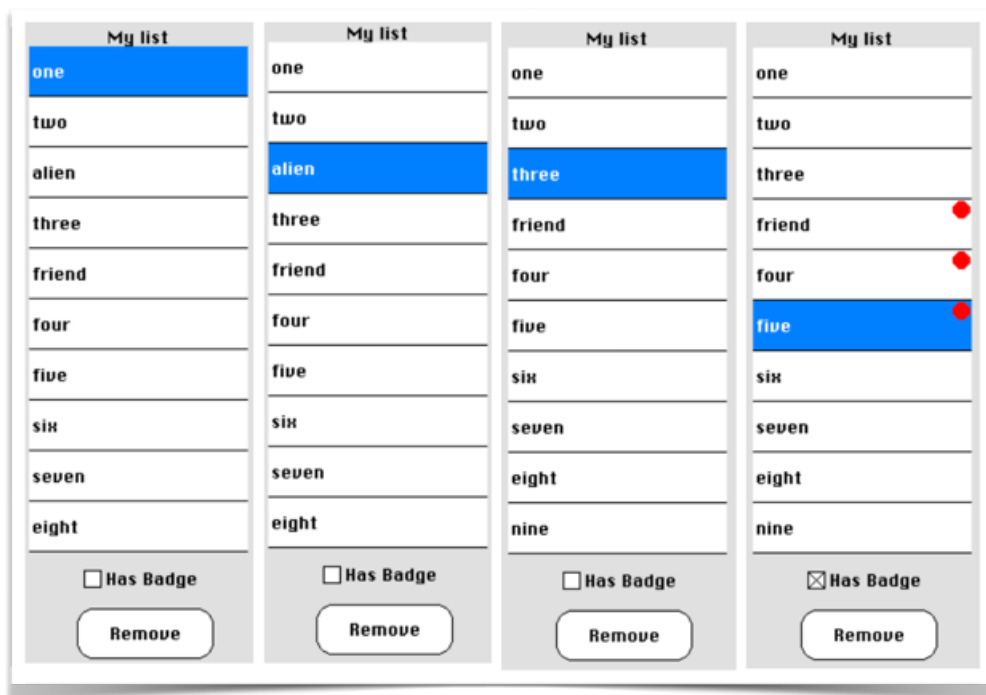 My list
one
two
alien
three
friend
four
five
six
seven
eight
Has Badge
Remove
My list
one
two
alien
three
friend
four
five
six
seven
eight
Has Badge
Remove
My list
one
two
three
friend
four
five
six
seven
eight
nine
Has Badge
Remove
My list
one
two
three
friend
four
five
six
seven
eight
nine
Has Badge
Remove